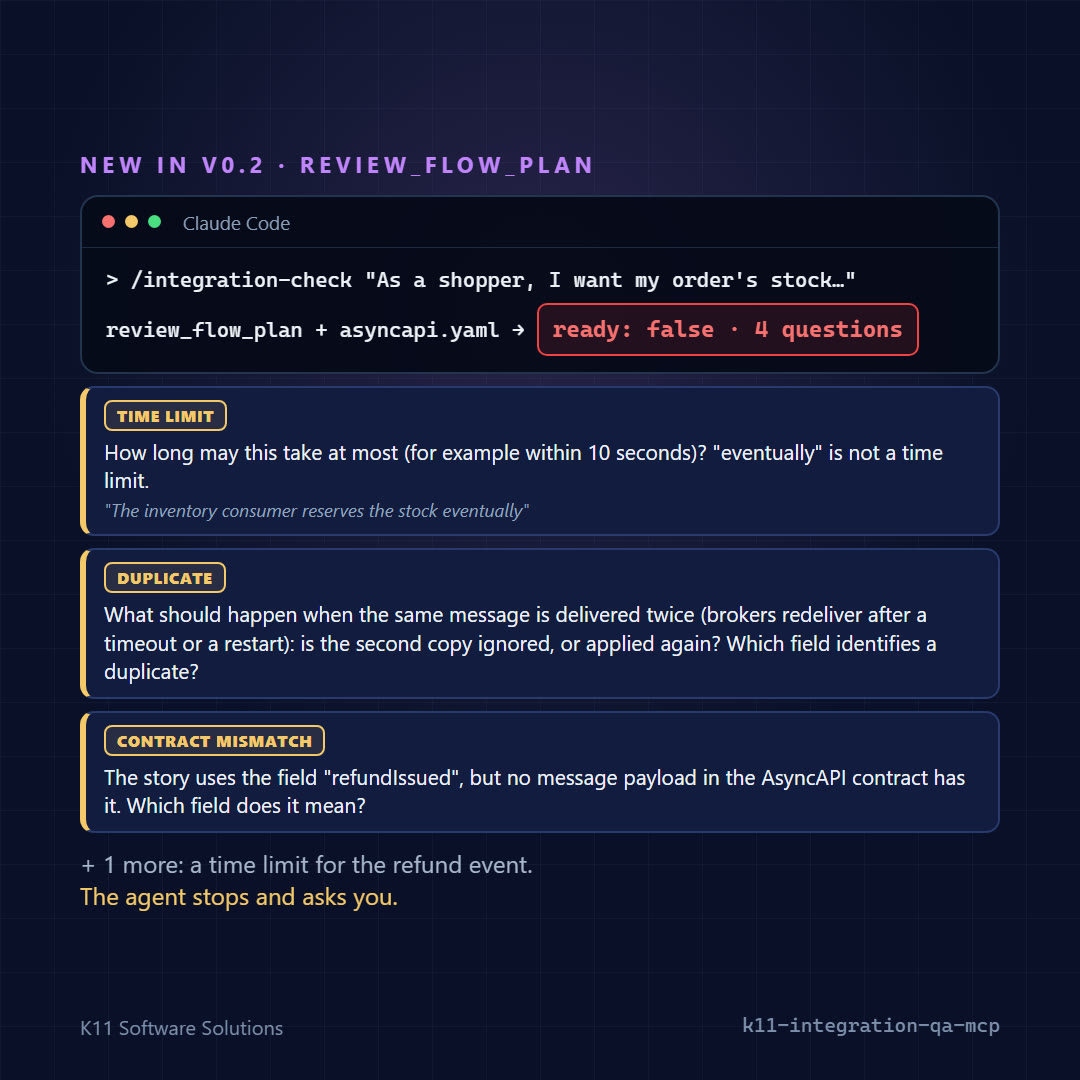 NEW IN V0.2 · REVIEW_FLOW_PLAN
Claude Code
> /integration-check "As a shopper, I want my order's stock…"
review_flow_plan + asyncapi.yaml → ready: false · 4 questions
TIME LIMIT
How long may this take at most (for example within 10 seconds)? "eventually" is not a time
limit.
"The inventory consumer reserves the stock eventually"
DUPLICATE
What should happen when the same message is delivered twice (brokers redeliver after a
timeout or a restart): is the second copy ignored, or applied again? Which field identifies a
duplicate?
CONTRACT MISMATCH
The story uses the field "refundIssued", but no message payload in the AsyncAPI contract has
it. Which field does it mean?
+ 1 more: a time limit for the refund event.
The agent stops and asks you.
K11 Software Solutions
k11-integration-qa-mcp